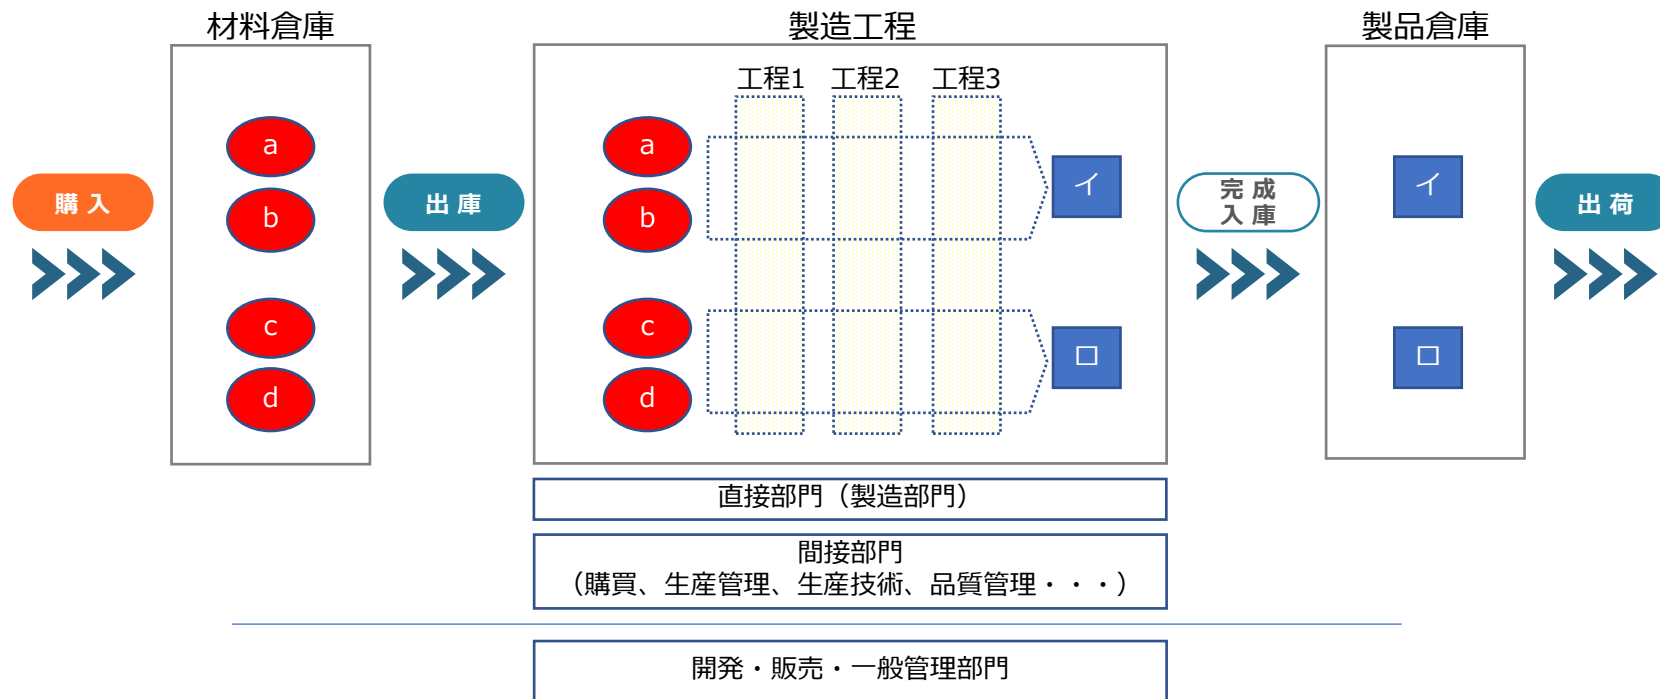 材料倉庫
製造工程
製品倉庫
工程1
工程2
工程3
a
b
c
d
a
b
c
d
イ
ロ
イ
ロ
購入
出庫
完成
入庫
出荷
直接部門（製造部門）
間接部門
（購買、生産管理、生産技術、品質管理・・・）
開発・販売・一般管理部門